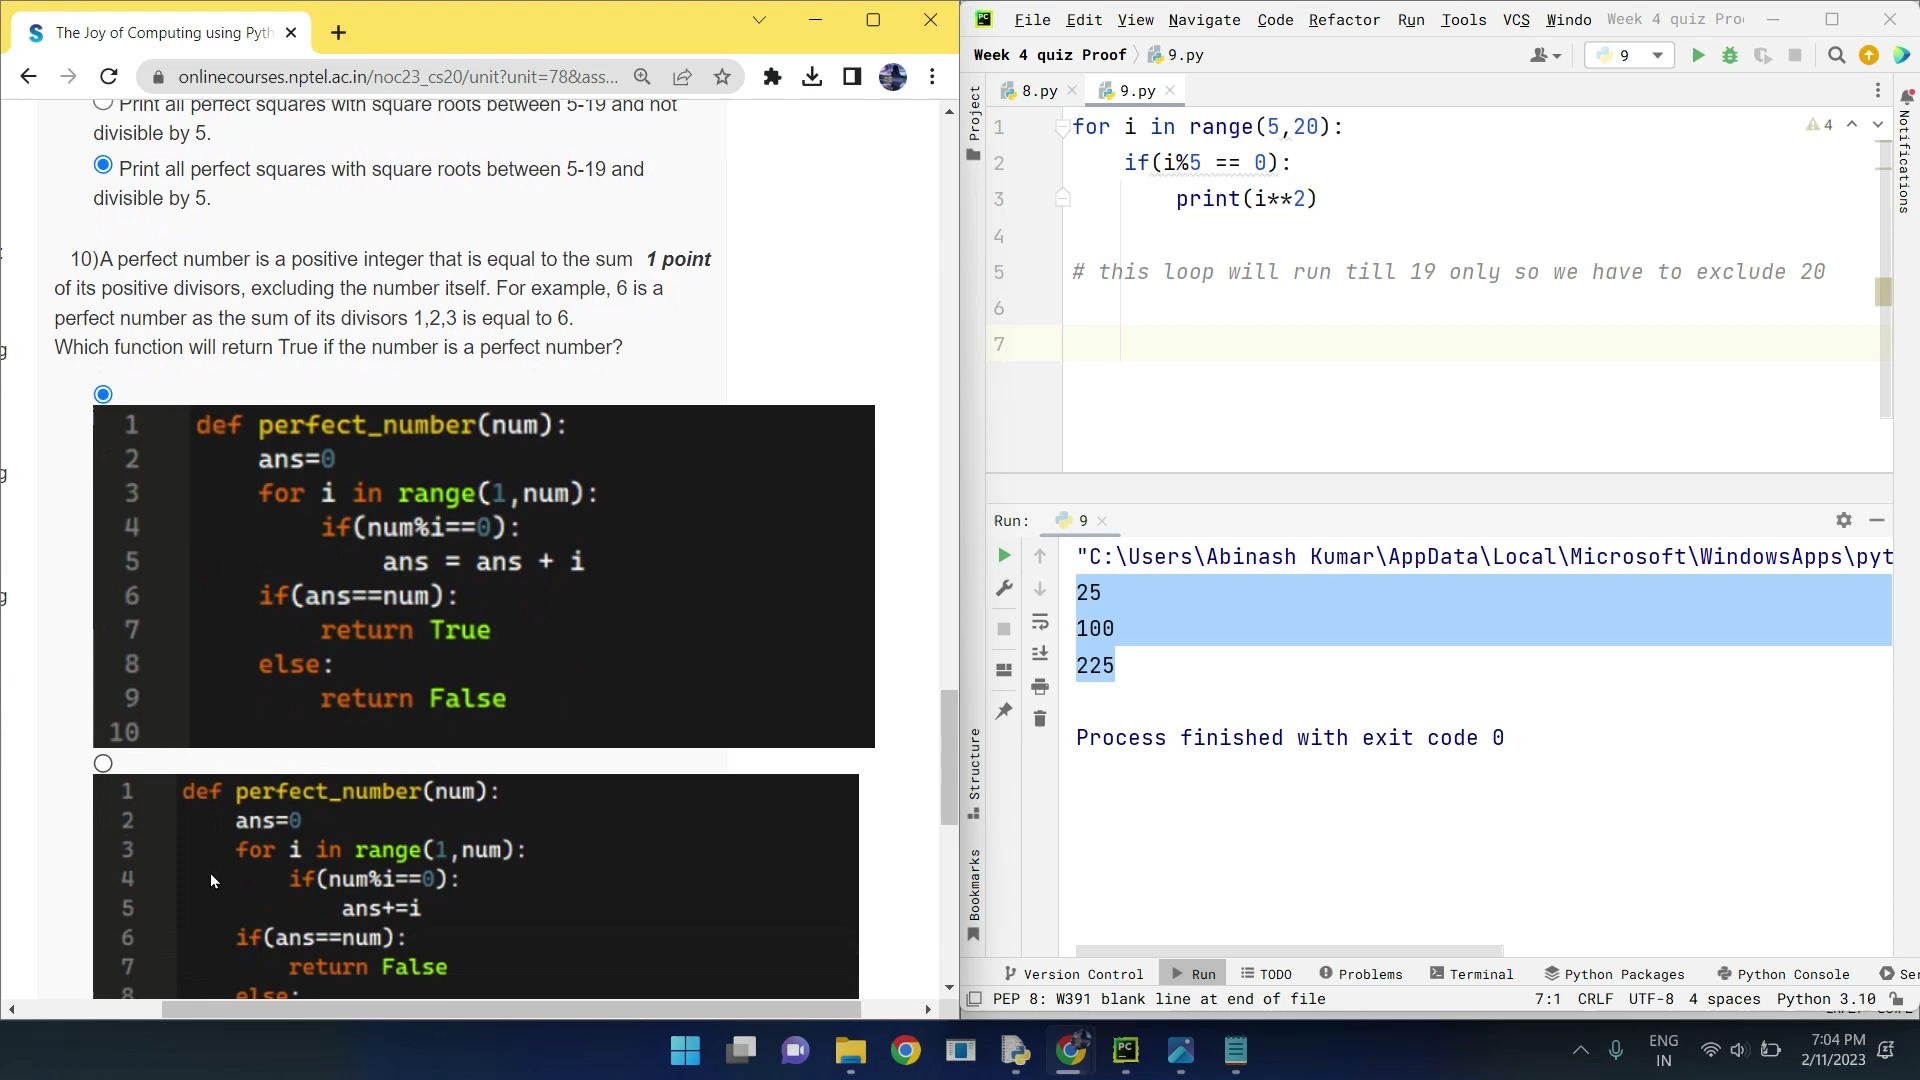 The Joy of Computing using Pyth
onlinecourses.nptel.ac.in/noc23_cs20/unit?unit=78&ass...
Print all perfect squares with square roots between 5-19 and not
divisible by 5.
Print all perfect squares with square roots between 5-19 and
divisible by 5.
10)A perfect number is a positive integer that is equal to the sum 1 point
of its positive divisors, excluding the number itself. For example, 6 is a
perfect number as the sum of its divisors 1,2,3 is equal to 6.
Which function will return True if the number is a perfect number?
1 def perfect_number(num):
2 ans=0
3 for i in range(1,num):
4 if(num%i==0):
5 ans = ans + i
6 if(ans==num):
7 return True
8 else:
9 return False
10
1 def perfect_number(num):
2 ans=0
3 for i in range(1,num):
4 if(num%i==0):
5 ans+=i
6 if(ans==num):
7 return False
8 else:
File Edit View Navigate Code Refactor Run Tools VCS Windo Week 4 quiz Pro
Week 4 quiz Proof 9.py 9
Project
8.py 9.py
Notifications
1 for i in range(5,20):
4
2 if(i%5 == 0):
3 print(i**2)
4
5 # this loop will run till 19 only so we have to exclude 20
6
7
Run: 9
"C:\Users\Abinash Kumar\AppData\Local\Microsoft\WindowsApps\pyt
25
100
225
Process finished with exit code 0
Structure
Bookmarks
Version Control Run TODO Problems Terminal Python Packages Python Console Ser
PEP 8: W391 blank line at end of file 7:1 CRLF UTF-8 4 spaces Python 3.10
ENG
IN
7:04 PM
2/11/2023